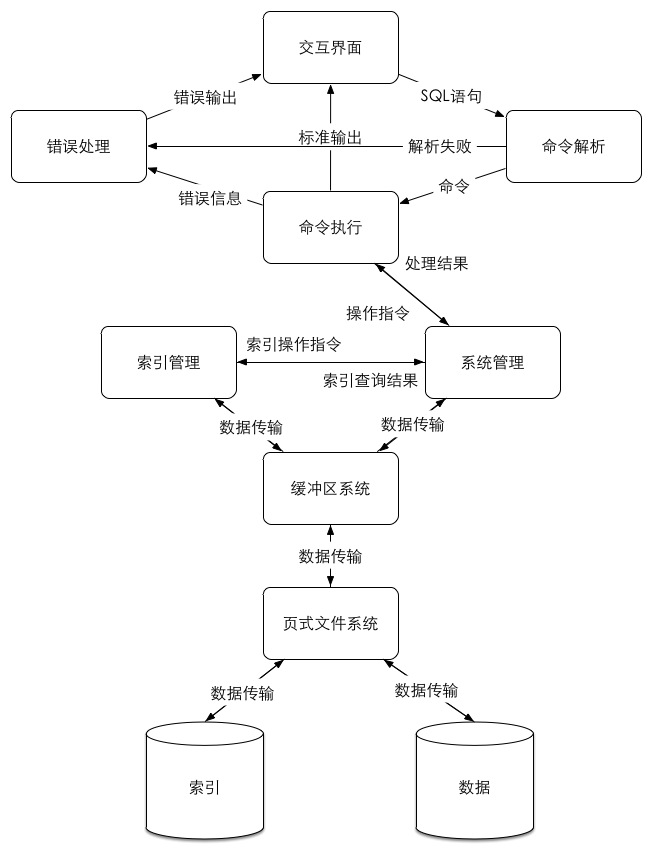 交互界面
错误输出
SQL语句
错误处理
标准输出
解析失败
命令解析
错误信息
命令
命令执行
处理结果
操作指令
索引管理
索引操作指令
索引查询结果
系统管理
数据传输
数据传输
缓冲区系统
数据传输
页式文件系统
数据传输
数据传输
索引
数据